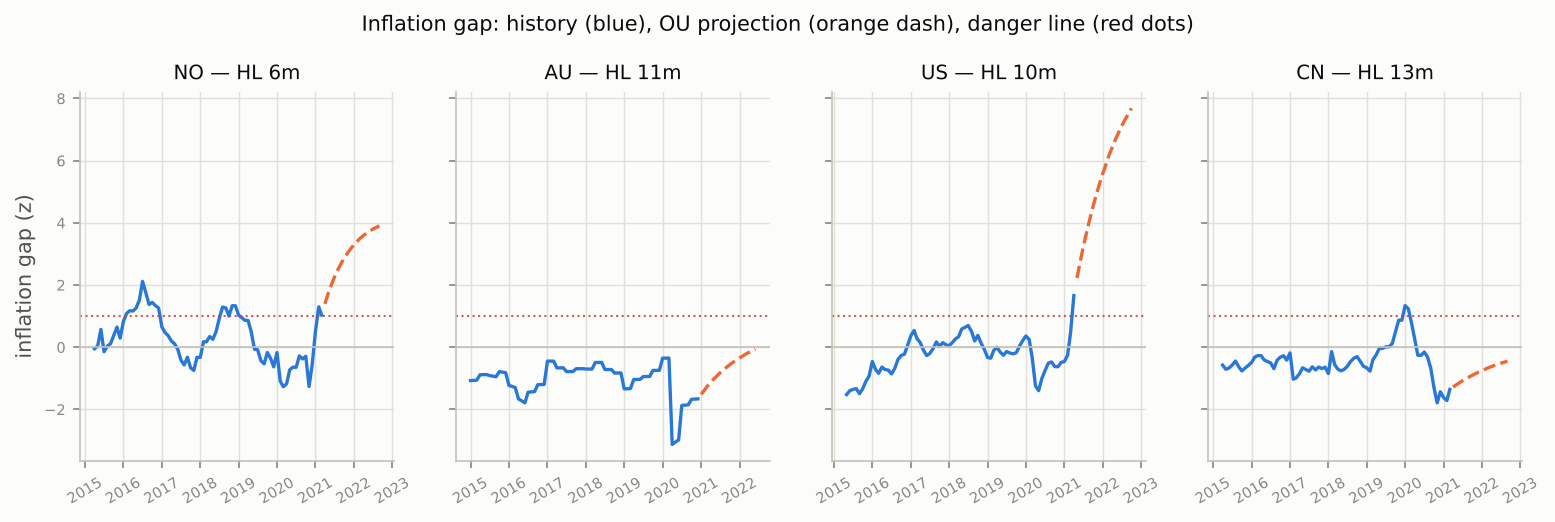 Inflation gap: history (blue), OU projection (orange dash), danger line (red dots)
NO — HL 6m
AU — HL 11m
US — HL 10m
CN — HL 13m
inflation gap (z)
8
6
4
2
0
−2
2015 2016 2017 2018 2019 2020 2021 2022 2023
2015 2016 2017 2018 2019 2020 2021 2022
2015 2016 2017 2018 2019 2020 2021 2022 2023
2015 2016 2017 2018 2019 2020 2021 2022 2023